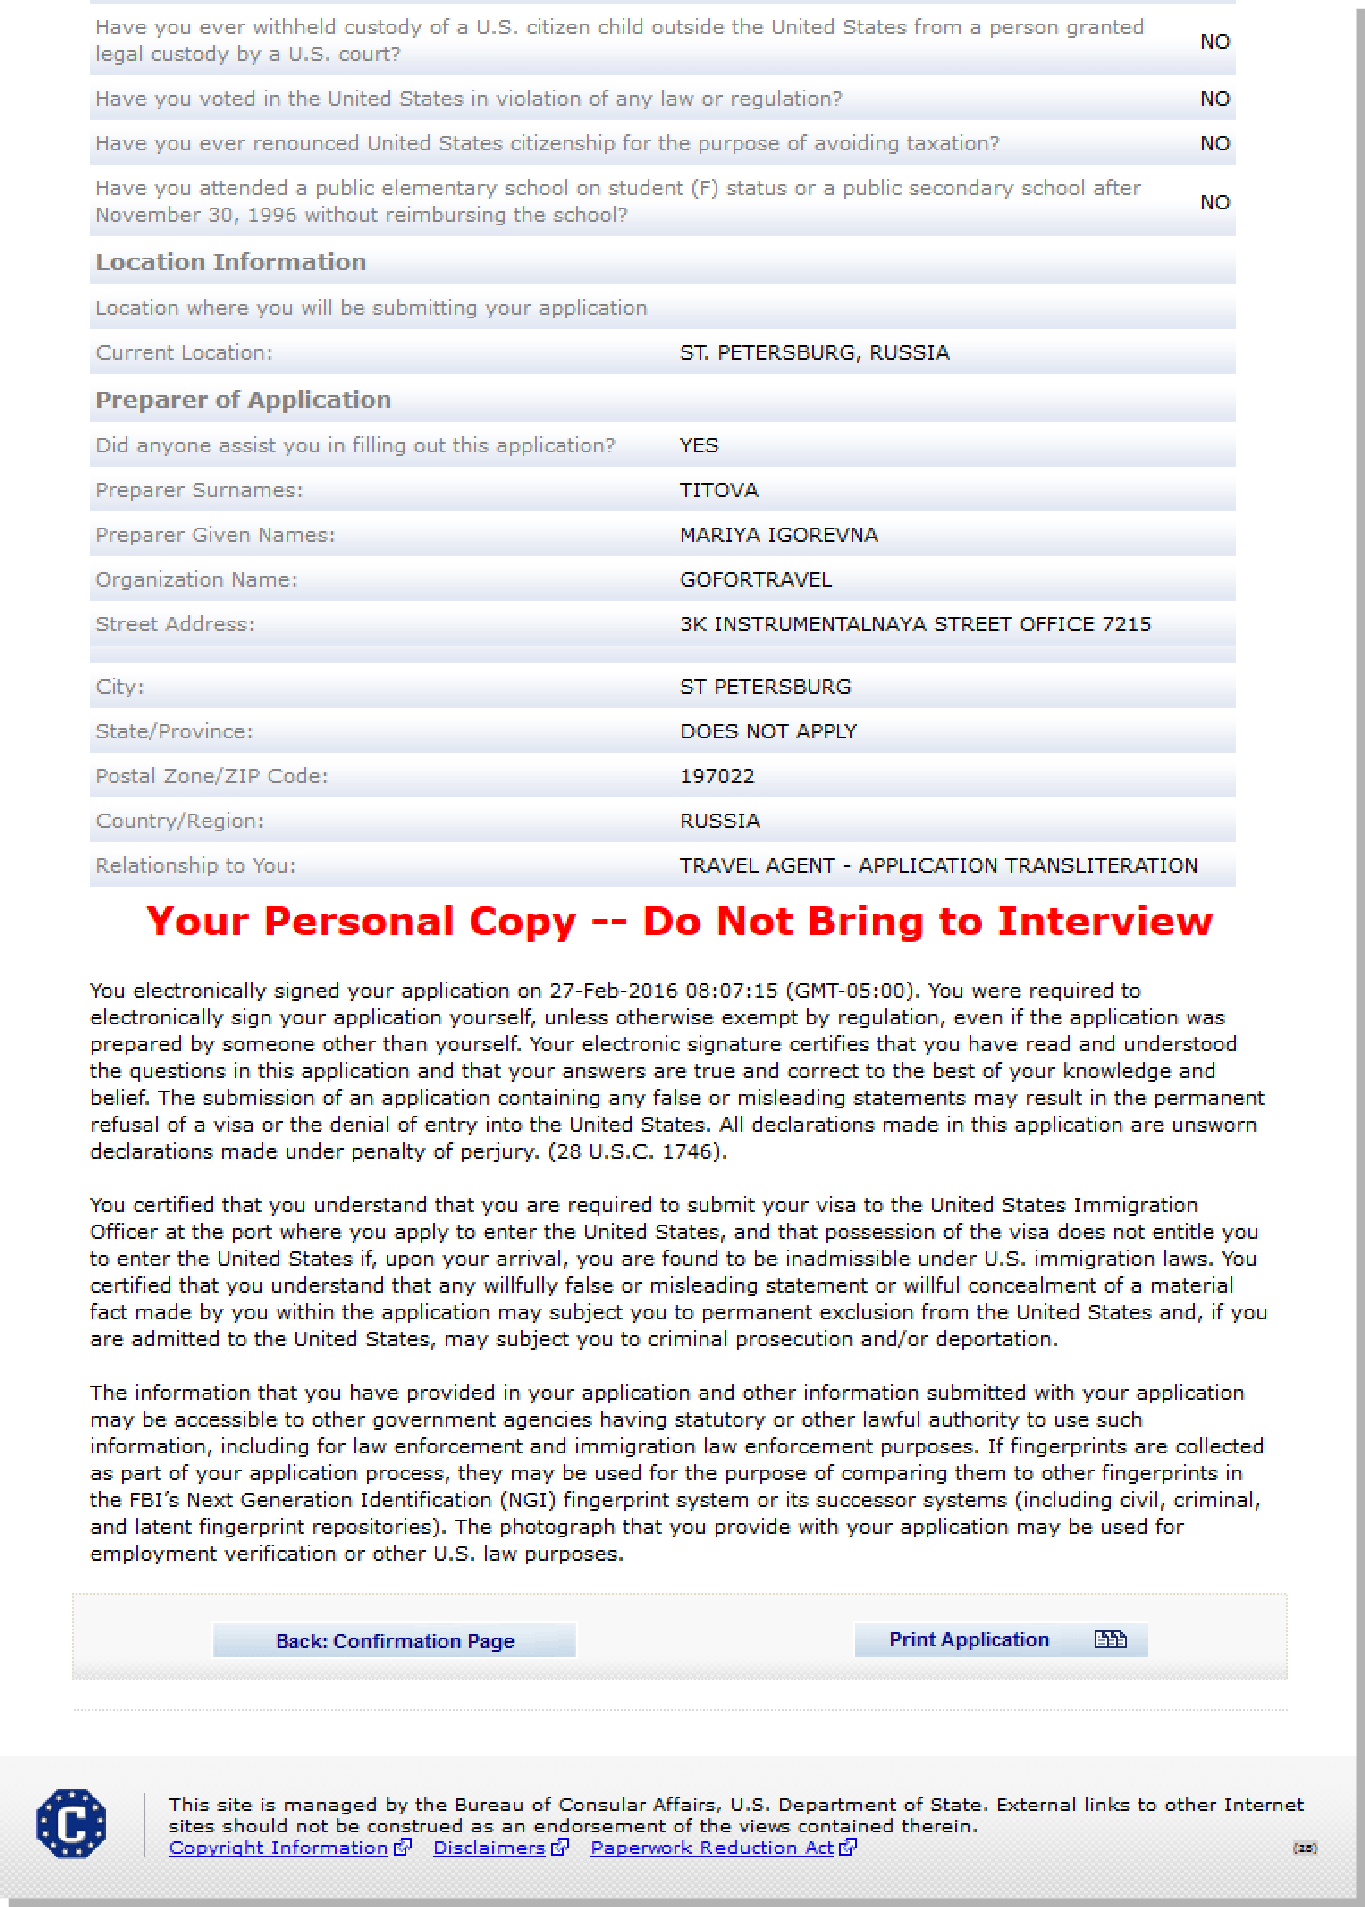 Have you ever withheld custody of a U.S. citizen child outside the United States from a person granted
legal custody by a U.S. court?
NO
Have you voted in the United States in violation of any law or regulation?
NO
Have you ever renounced United States citizenship for the purpose of avoiding taxation?
NO
Have you attended a public elementary school on student (F) status or a public secondary school after
November 30, 1996 without reimbursing the school?
NO
Location Information
Location where you will be submitting your application
Current Location: ST. PETERSBURG, RUSSIA
Preparer of Application
Did anyone assist you in filling out this application? YES
Preparer Surnames: TITOVA
Preparer Given Names: MARIYA IGOREVNA
Organization Name: GOFORTRAVEL
Street Address: 3K INSTRUMENTALNAYA STREET OFFICE 7215
City: ST PETERSBURG
State/Province: DOES NOT APPLY
Postal Zone/ZIP Code: 197022
Country/Region: RUSSIA
Relationship to You: TRAVEL AGENT - APPLICATION TRANSLITERATION
Your Personal Copy -- Do Not Bring to Interview
You electronically signed your application on 27-Feb-2016 08:07:15 (GMT-05:00). You were required to
electronically sign your application yourself, unless otherwise exempt by regulation, even if the application was
prepared by someone other than yourself. Your electronic signature certifies that you have read and understood
the questions in this application and that your answers are true and correct to the best of your knowledge and
belief. The submission of an application containing any false or misleading statements may result in the permanent
refusal of a visa or the denial of entry into the United States. All declarations made in this application are unsworn
declarations made under penalty of perjury. (28 U.S.C. 1746).
You certified that you understand that you are required to submit your visa to the United States Immigration
Officer at the port where you apply to enter the United States, and that possession of the visa does not entitle you
to enter the United States if, upon your arrival, you are found to be inadmissible under U.S. immigration laws. You
certified that you understand that any willfully false or misleading statement or willful concealment of a material
fact made by you within the application may subject you to permanent exclusion from the United States and, if you
are admitted to the United States, may subject you to criminal prosecution and/or deportation.
The information that you have provided in your application and other information submitted with your application
may be accessible to other government agencies having statutory or other lawful authority to use such
information, including for law enforcement and immigration law enforcement purposes. If fingerprints are collected
as part of your application process, they may be used for the purpose of comparing them to other fingerprints in
the FBI's Next Generation Identification (NGI) fingerprint system or its successor systems (including civil, criminal,
and latent fingerprint repositories). The photograph that you provide with your application may be used for
employment verification or other U.S. law purposes.
Back: Confirmation Page
Print Application
C
This site is managed by the Bureau of Consular Affairs, U.S. Department of State. External links to other Internet
sites should not be construed as an endorsement of the views contained therein.
Copyright Information Disclaimers Paperwork Reduction Act